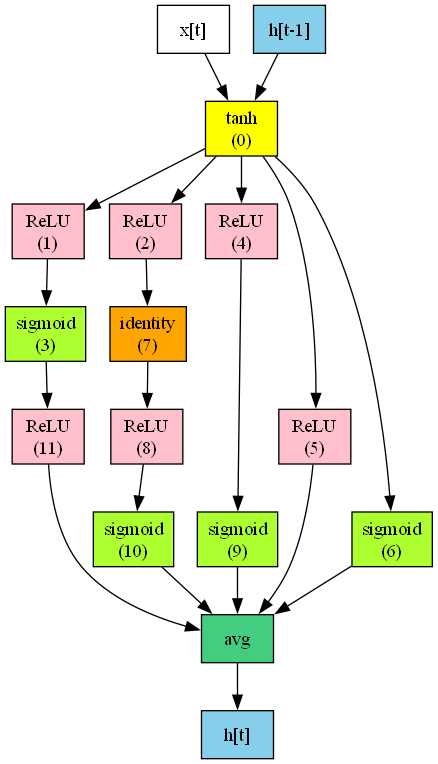 x[t]
h[t-1]
tanh
(0)
ReLU
(1)
ReLU
(2)
ReLU
(4)
sigmoid
(3)
identity
(7)
ReLU
(11)
ReLU
(8)
ReLU
(5)
sigmoid
(10)
sigmoid
(9)
sigmoid
(6)
avg
h[t]